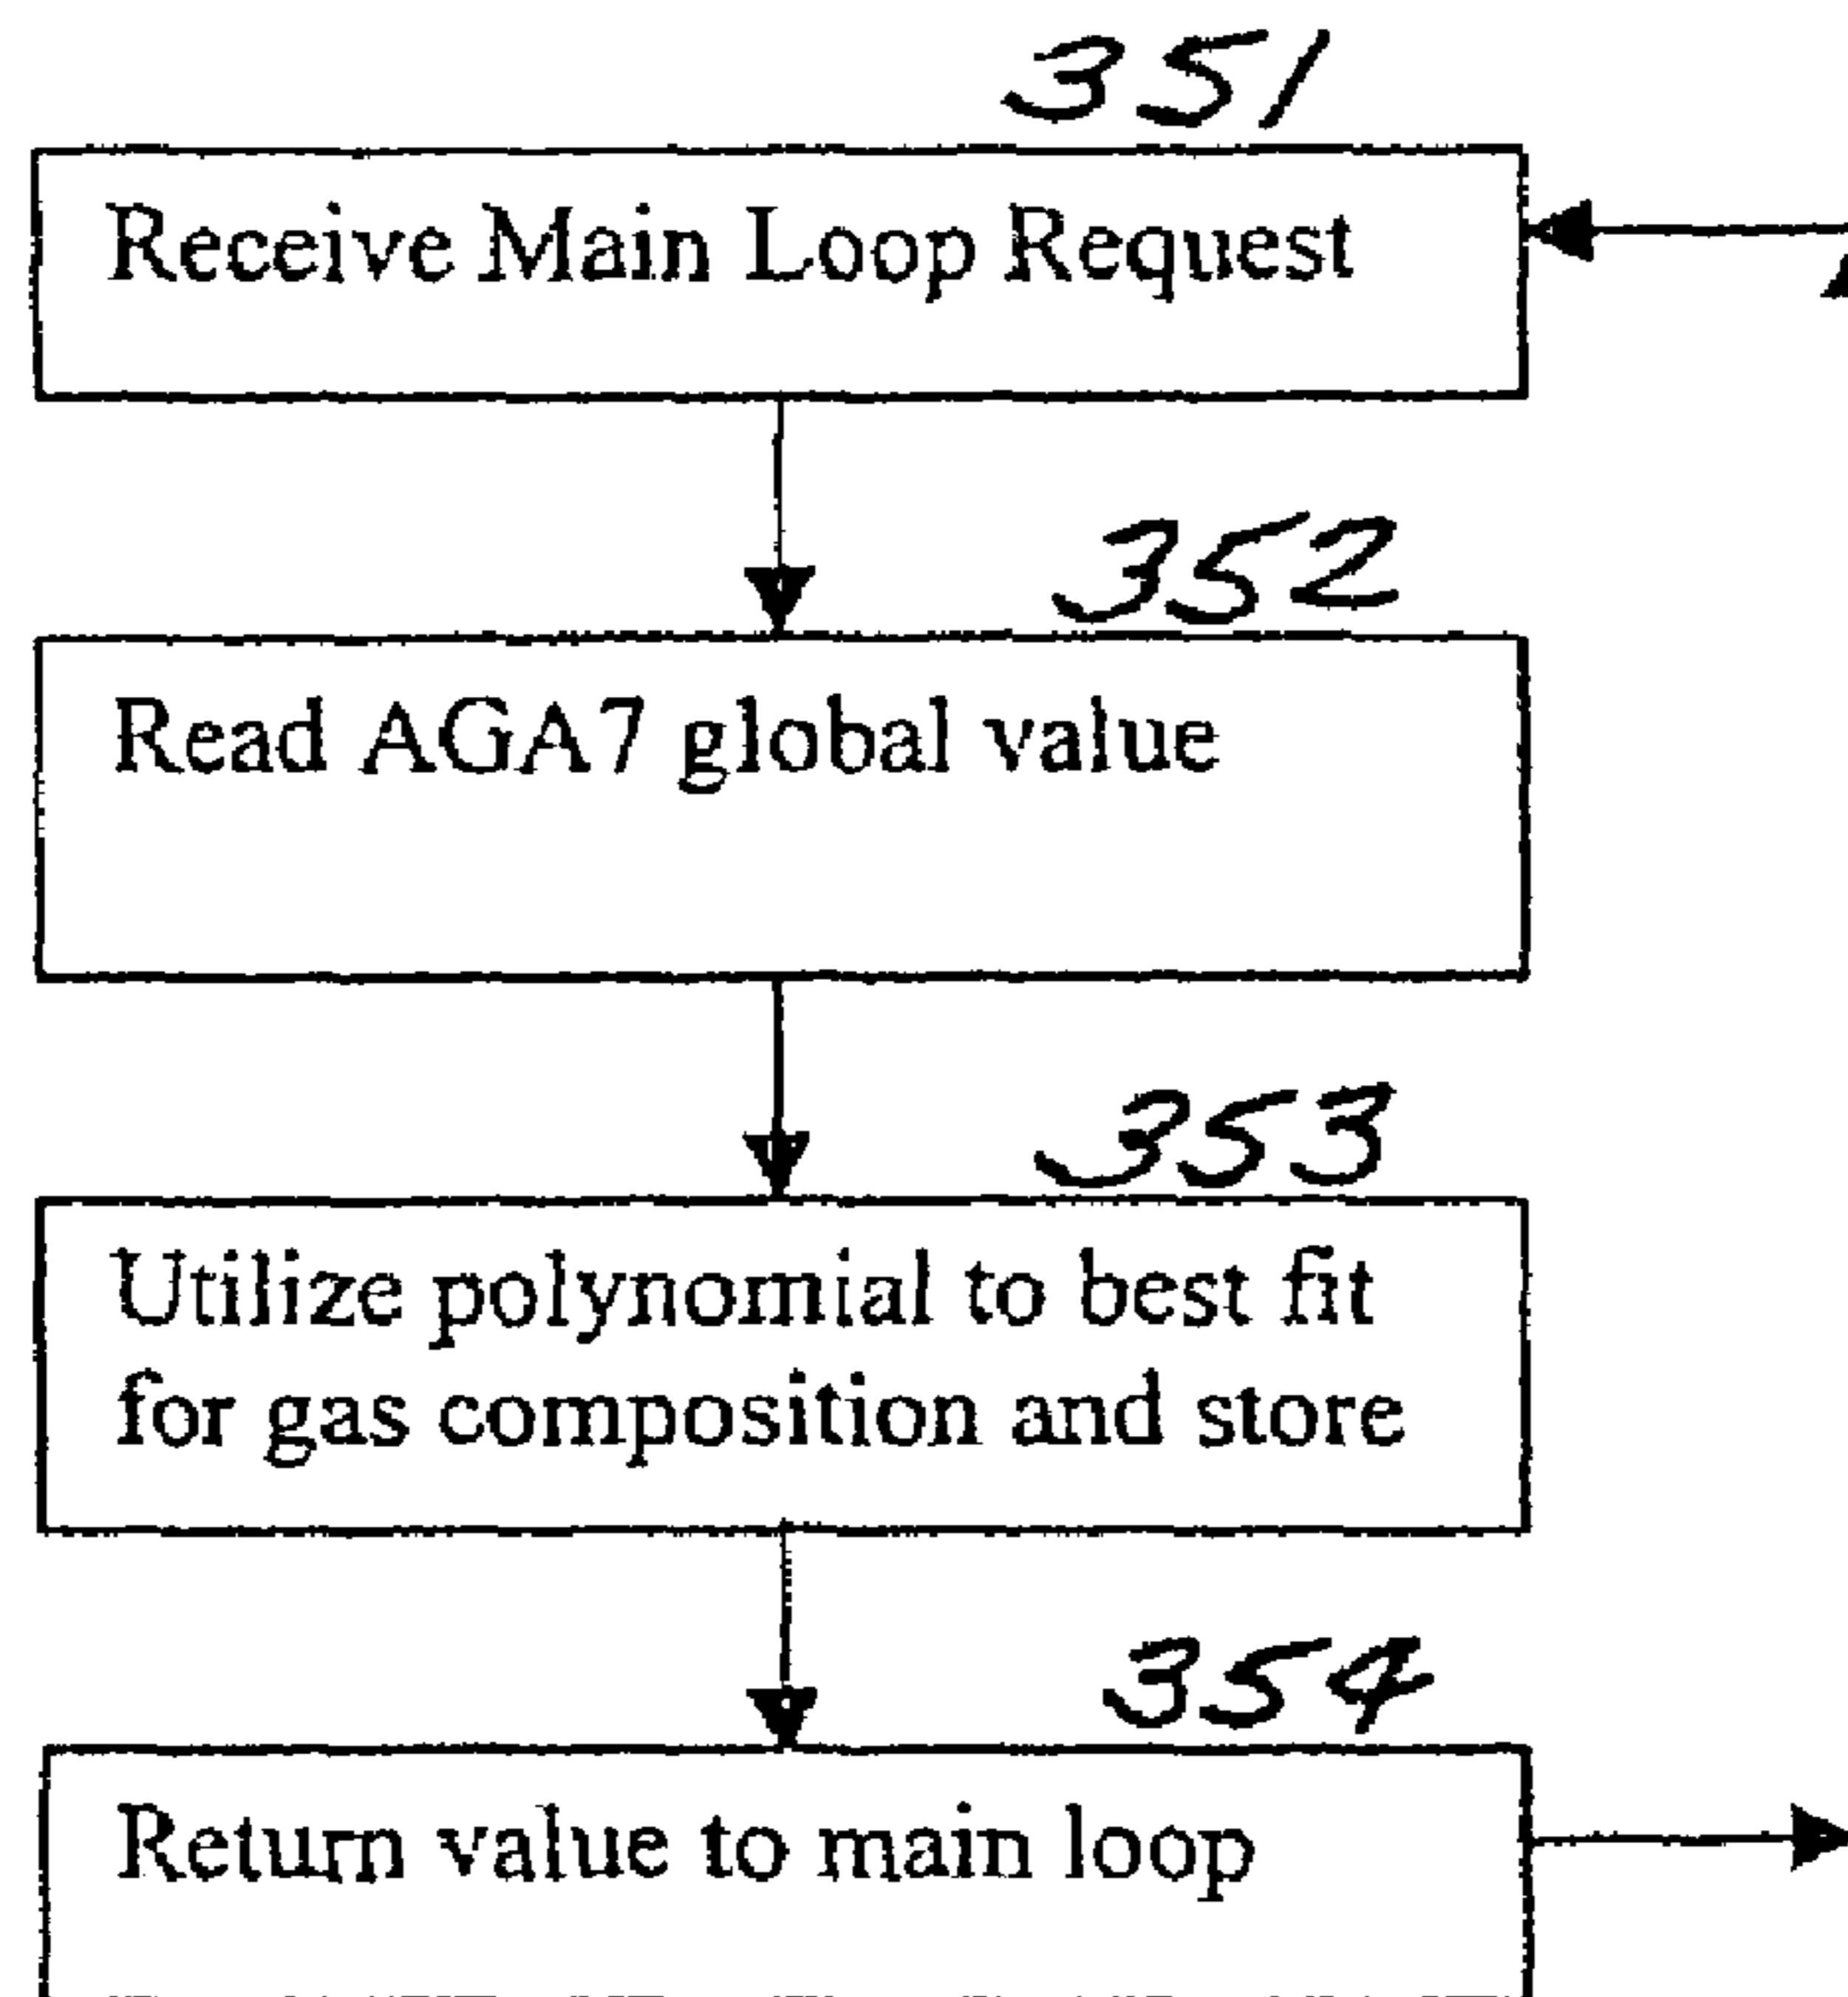 351
Receive Main Loop Request
352
Read AGA7 global value
353
Utilize polynomial to best fit
for gas composition and store
354
Return value to main loop